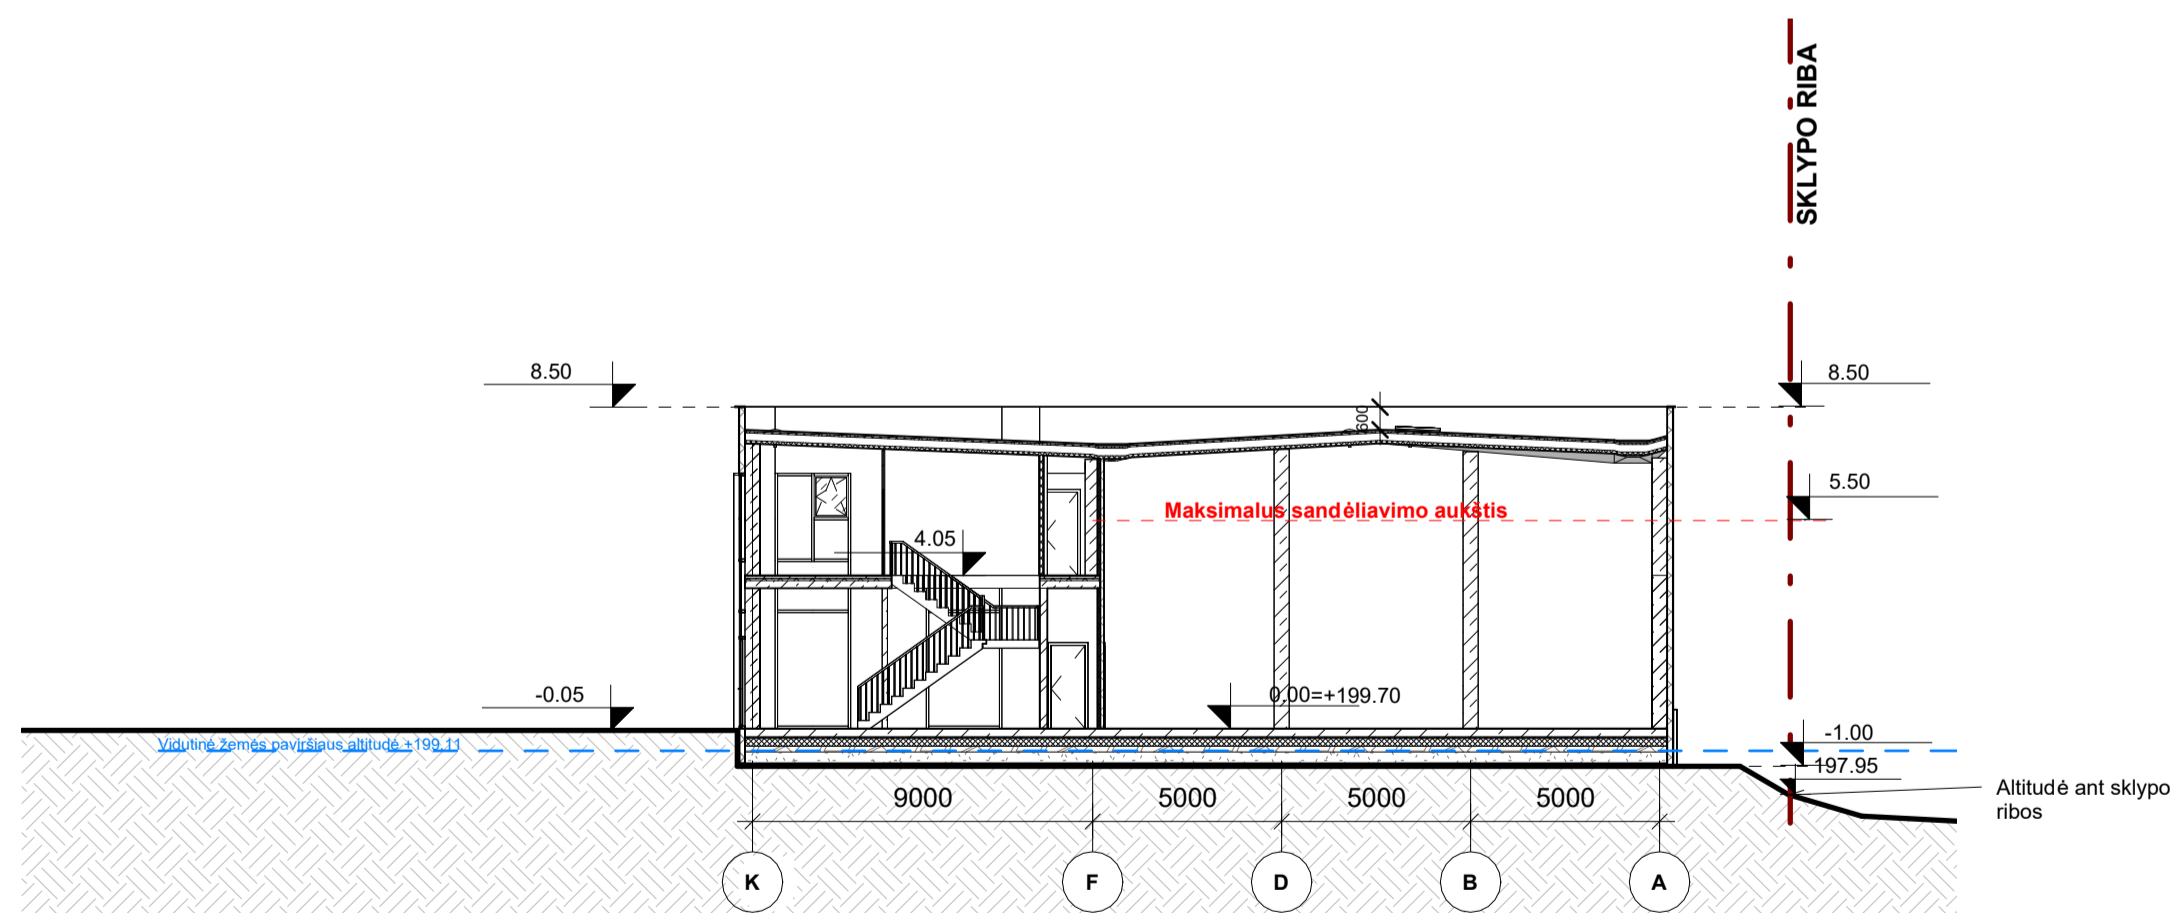 SKLYPO RIBA
8.50
8.50
600
5.50
Maksimalus sandėliavimo aukštis
4.05
-0.05
0.00=+199.70
Vidutinė žemės paviršiaus altitudė +199.11
-1.00
197.95
Altitudė ant sklypo
ribos
9000
5000
5000
5000
K
F
D
B
A